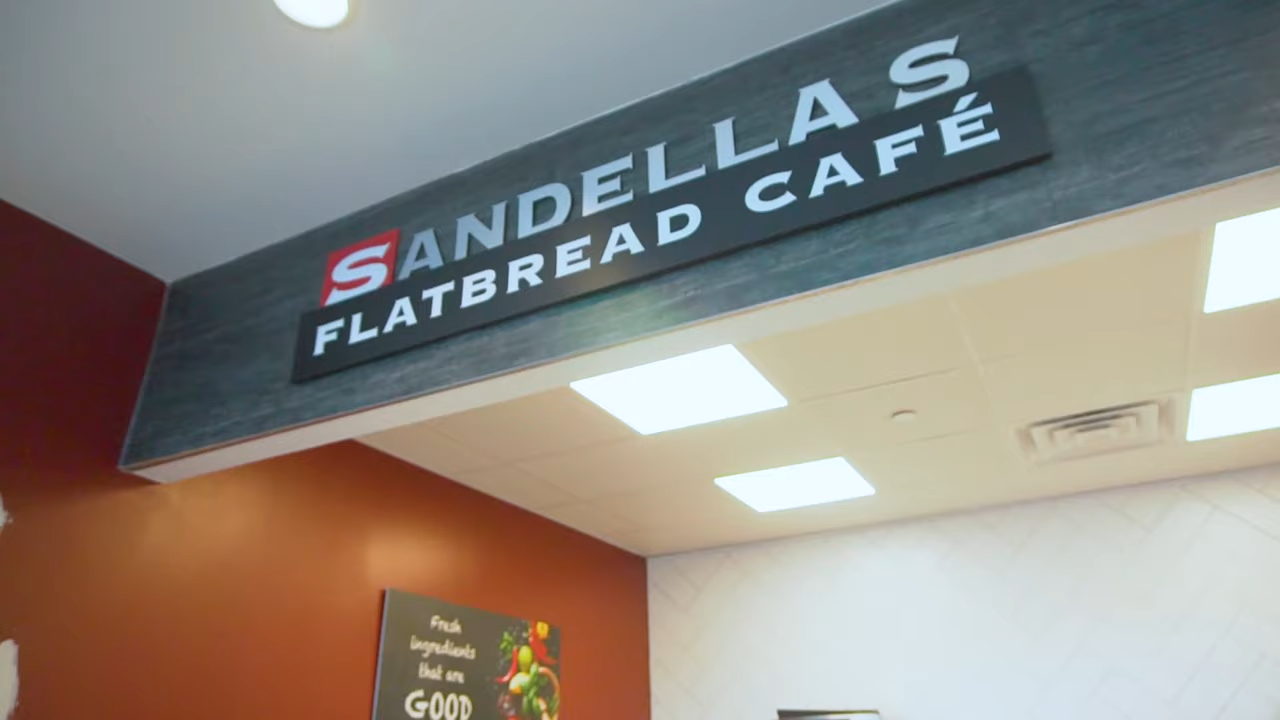 SANDELLA S
FLATBREAD CAFÉ
Fresh
ingredients
that are
GOOD